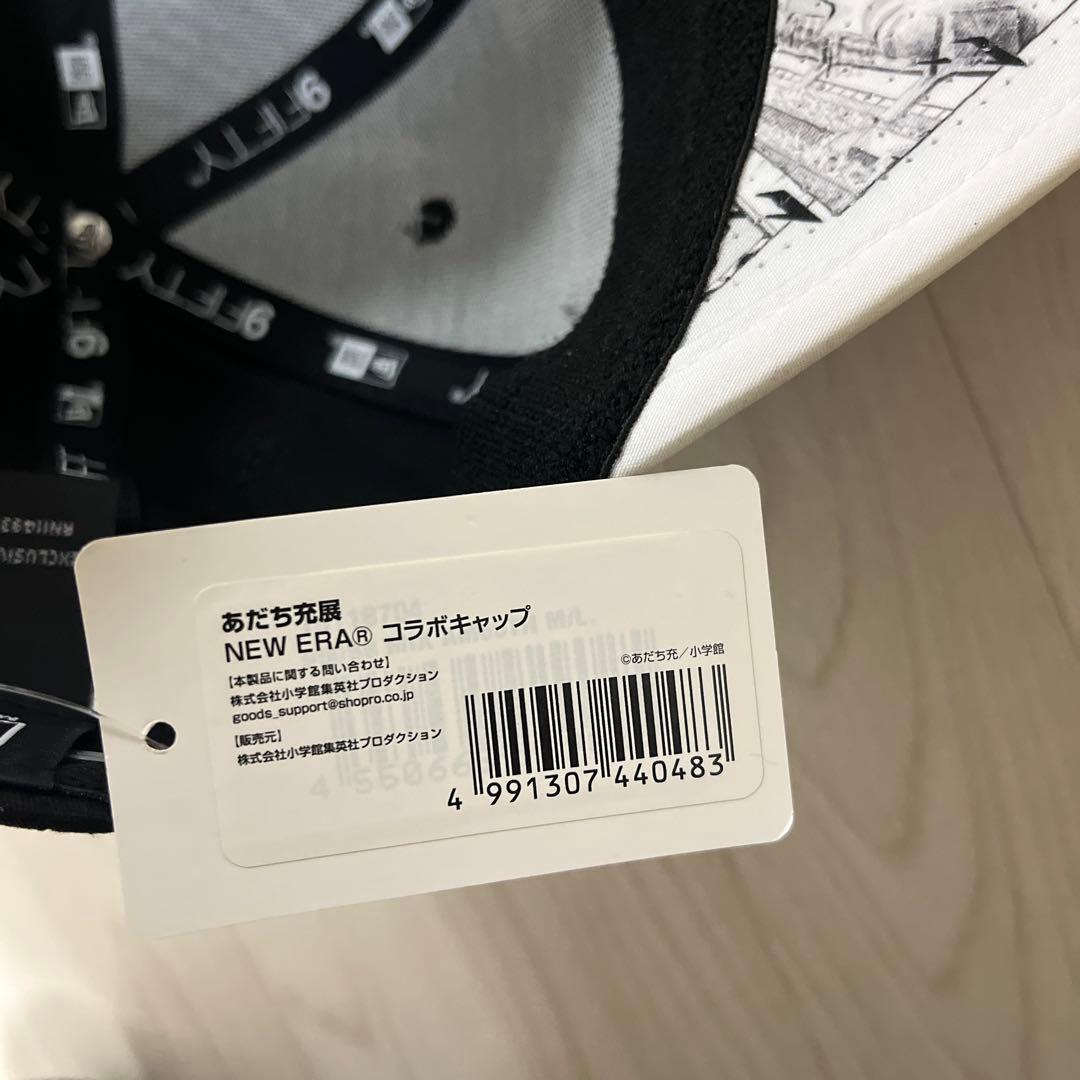 9FIFTY
9FIFTY
あだち充展
NEW ERA® コラボキャップ
©あだち充／小学館
【本製品に関する問い合わせ】
株式会社小学館集英社プロダクション
goods_support@shopro.co.jp
【販売元】
株式会社小学館集英社プロダクション
4 991307 440483